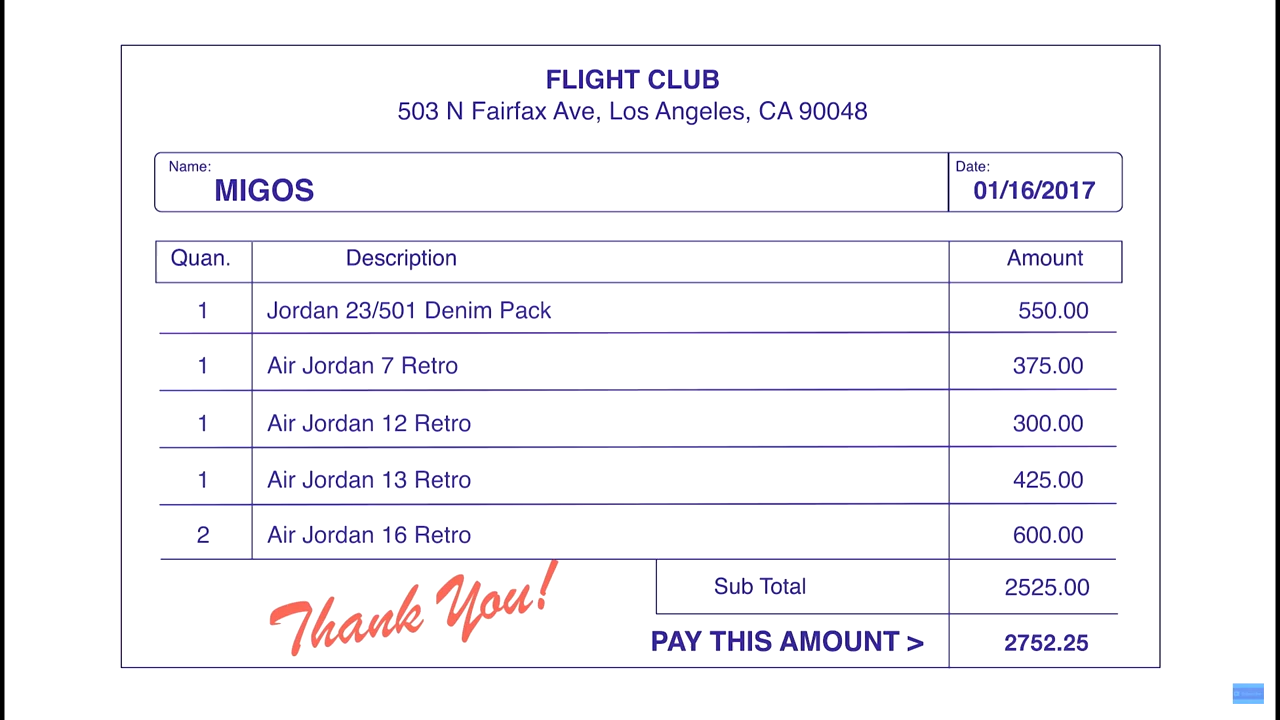 FLIGHT CLUB
503 N Fairfax Ave, Los Angeles, CA 90048
Name: Date:
MIGOS 01/16/2017
Quan. Description Amount
1 Jordan 23/501 Denim Pack 550.00
1 Air Jordan 7 Retro 375.00
1 Air Jordan 12 Retro 300.00
1 Air Jordan 13 Retro 425.00
2 Air Jordan 16 Retro 600.00
Thank You!
Sub Total 2525.00
PAY THIS AMOUNT > 2752.25